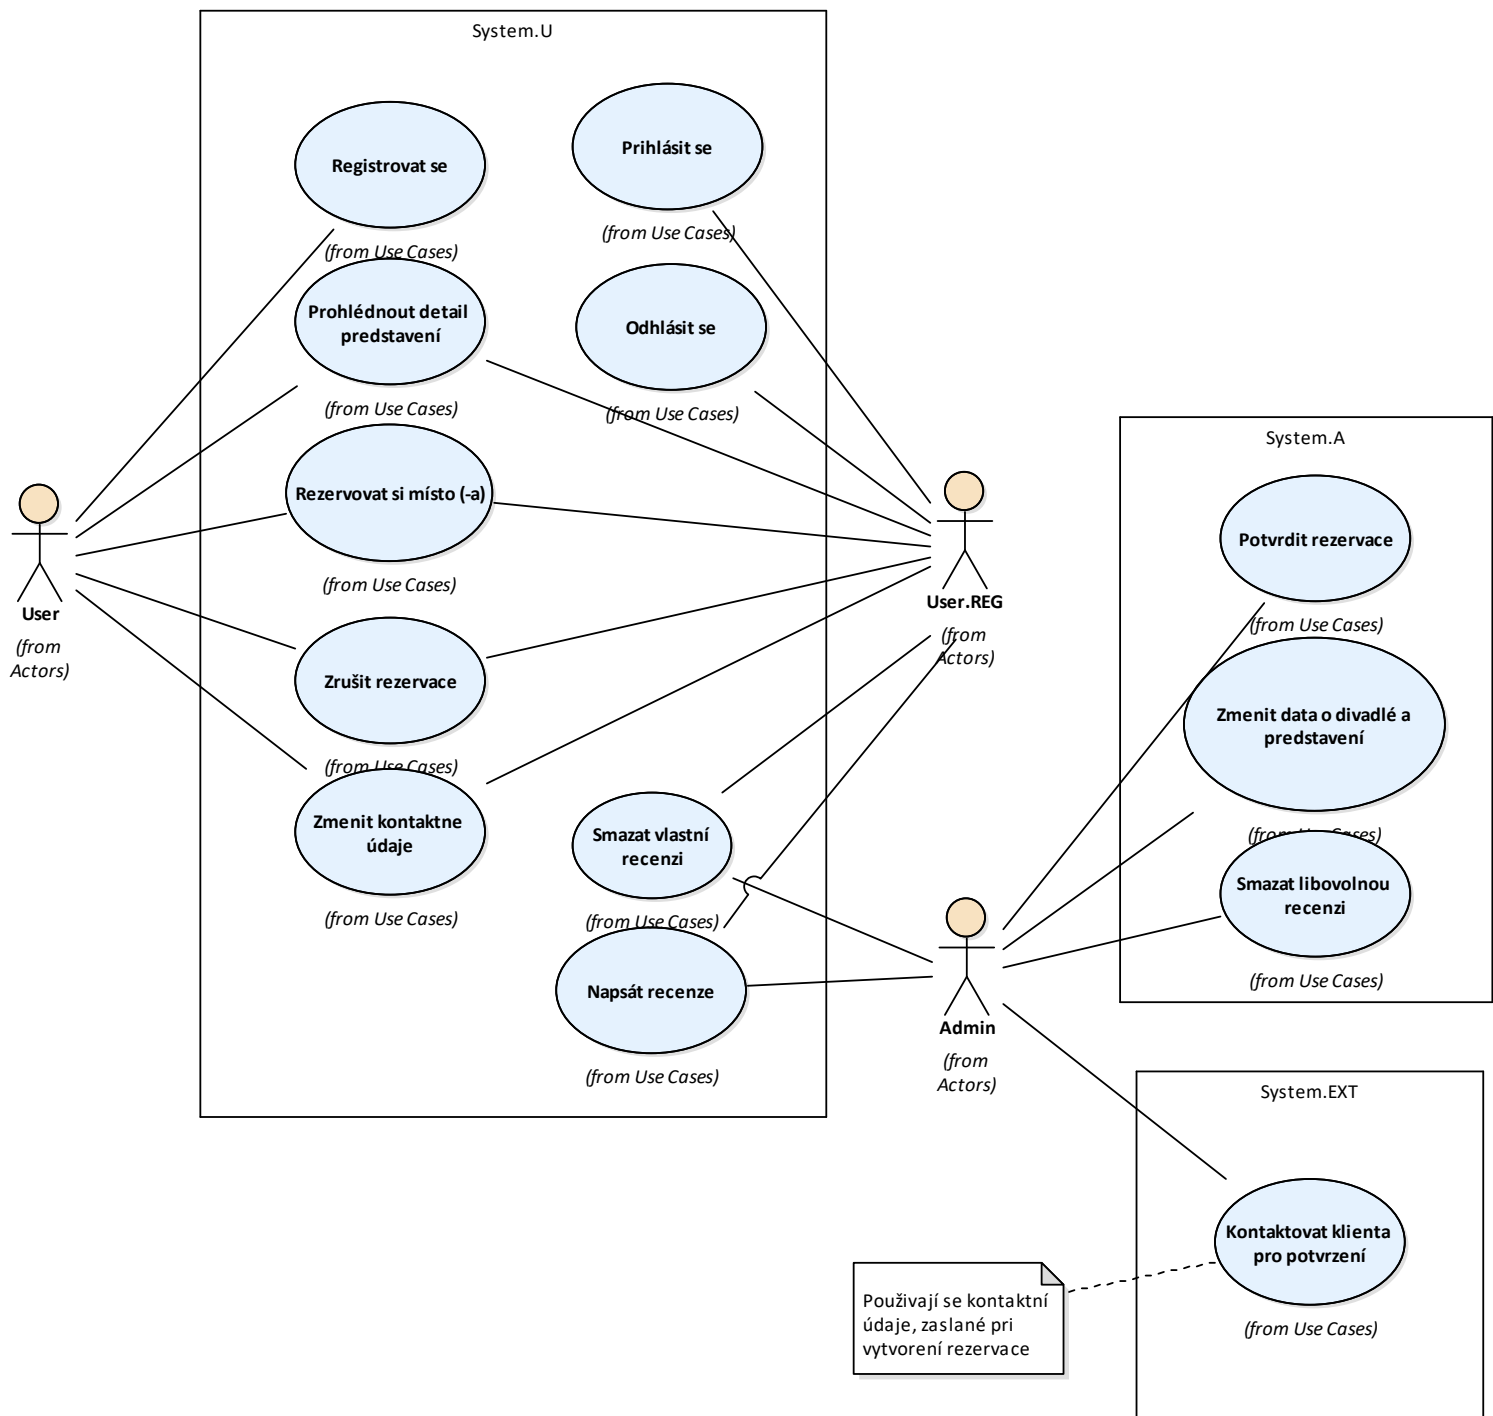 System.U
Registrovat se
(from Use Cases)
Prihlásit se
(from Use Cases)
Prohlédnout detail
predstavení
(from Use Cases)
Odhlásit se
(from Use Cases)
Rezervovat si místo (-a)
(from Use Cases)
Zrušit rezervace
(from Use Cases)
Zmenit kontaktne
údaje
(from Use Cases)
Smazat vlastní
recenzi
(from Use Cases)
Napsát recenze
(from Use Cases)
User
(from
Actors)
User.REG
(from
Actors)
Admin
(from
Actors)
System.A
Potvrdit rezervace
(from Use Cases)
Zmenit data o divadlé a
predstavení
(from Use Cases)
Smazat libovolnou
recenzi
(from Use Cases)
System.EXT
Kontaktovat klienta
pro potvrzení
(from Use Cases)
Použivají se kontaktní
údaje, zaslané pri
vytvorení rezervace